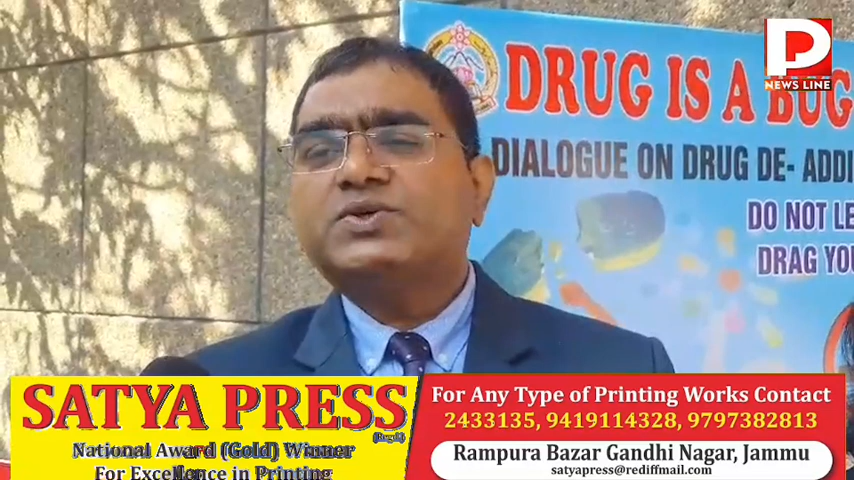 DRUG IS A BUG
DIALOGUE ON DRUG DE- ADDI
DO NOT LE
DRAG YOU
P
NEWS LINE
SATYA PRESS
(Regd.)
National Award (Gold) Winner
For Excellence in Printing
For Any Type of Printing Works Contact
2433135, 9419114328, 9797382813
Rampura Bazar Gandhi Nagar, Jammu
satyapress@rediffmail.com